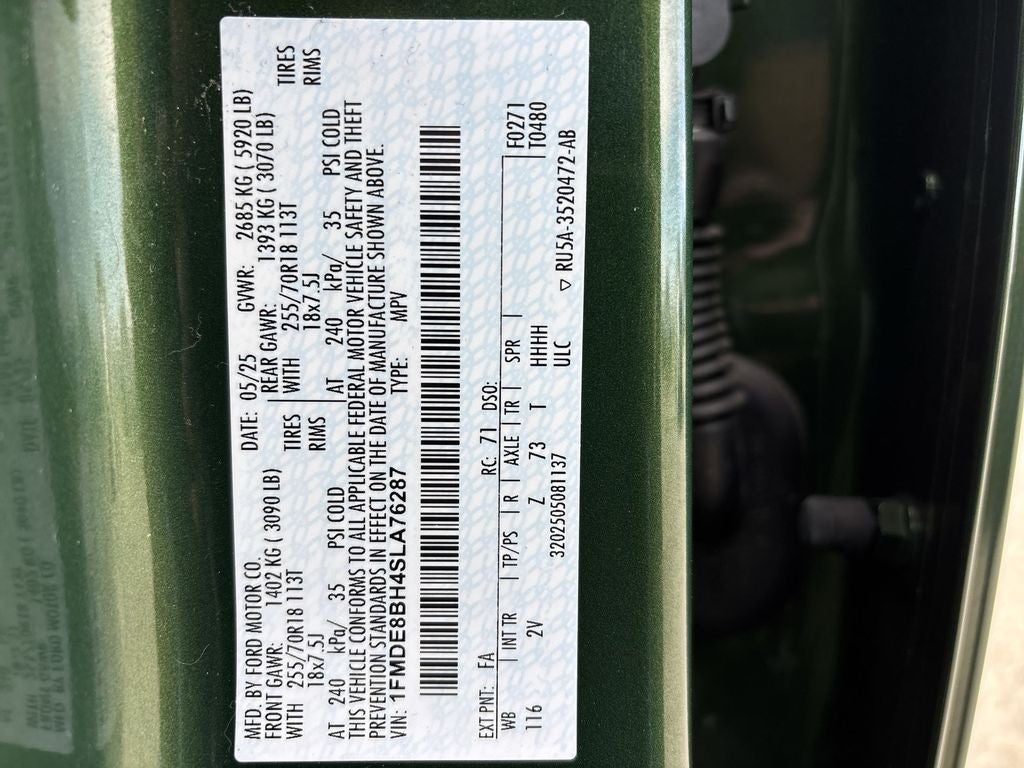 MFD. BY FORD MOTOR CO.
DATE: 05/25 GVWR: 2685 KG ( 5920 LB)
FRONT GAWR: 1402 KG ( 3090 LB) REAR GAWR: 1393 KG ( 3070 LB)
WITH 255/70R18 113T TIRES WITH 255/70R18 113T TIRES
18x7.5J RIMS 18x7.5J RIMS
AT 240 kPa/ 35 PSI COLD AT 240 kPa/ 35 PSI COLD
THIS VEHICLE CONFORMS TO ALL APPLICABLE FEDERAL MOTOR VEHICLE SAFETY AND THEFT
PREVENTION STANDARDS IN EFFECT ON THE DATE OF MANUFACTURE SHOWN ABOVE.
VIN: 1FMDE8BH4SLA76287 TYPE: MPV
EXT PNT: FA RC: 71 DSO:
WB INT TR TP/PS R AXLE TR SPR F0271
116 2V Z 73 T HHHH T0480
3202505081137 ULC
▽ RU5A-3520472-AB